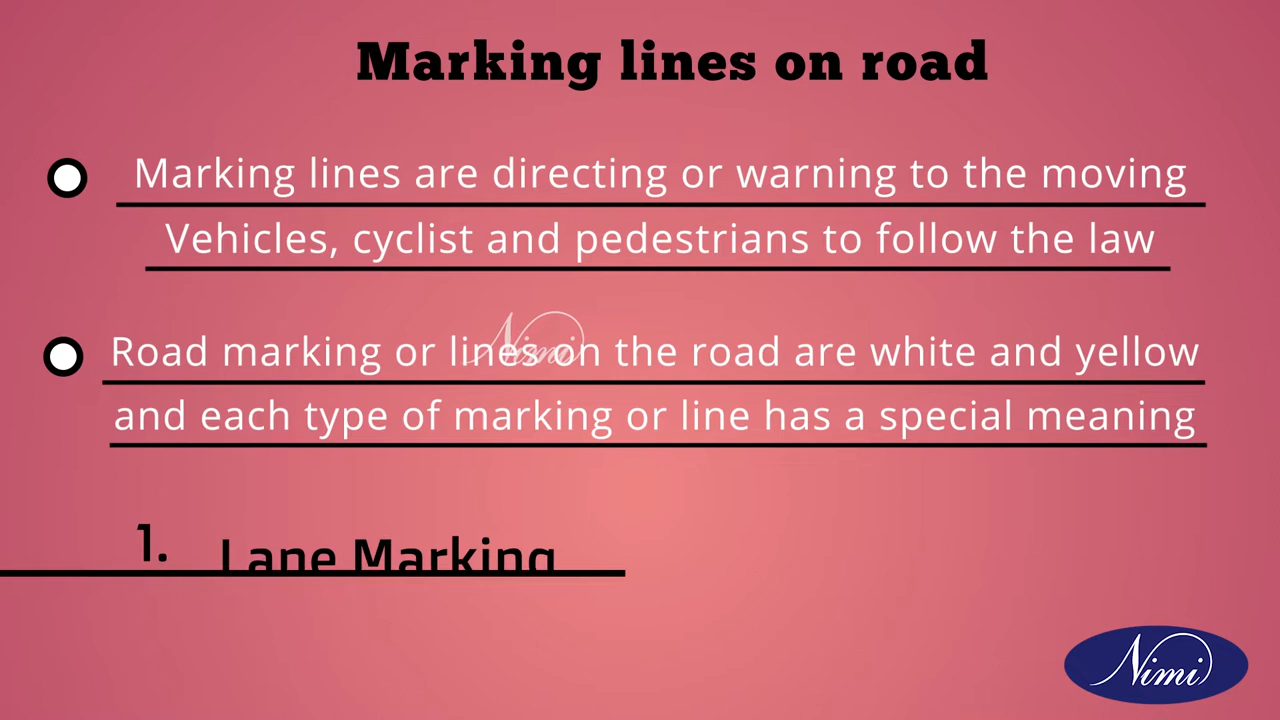 Marking lines on road
Marking lines are directing or warning to the moving
Vehicles, cyclist and pedestrians to follow the law
Nimi
Road marking or lines on the road are white and yellow
and each type of marking or line has a special meaning
1. Lane Marking
Nimi